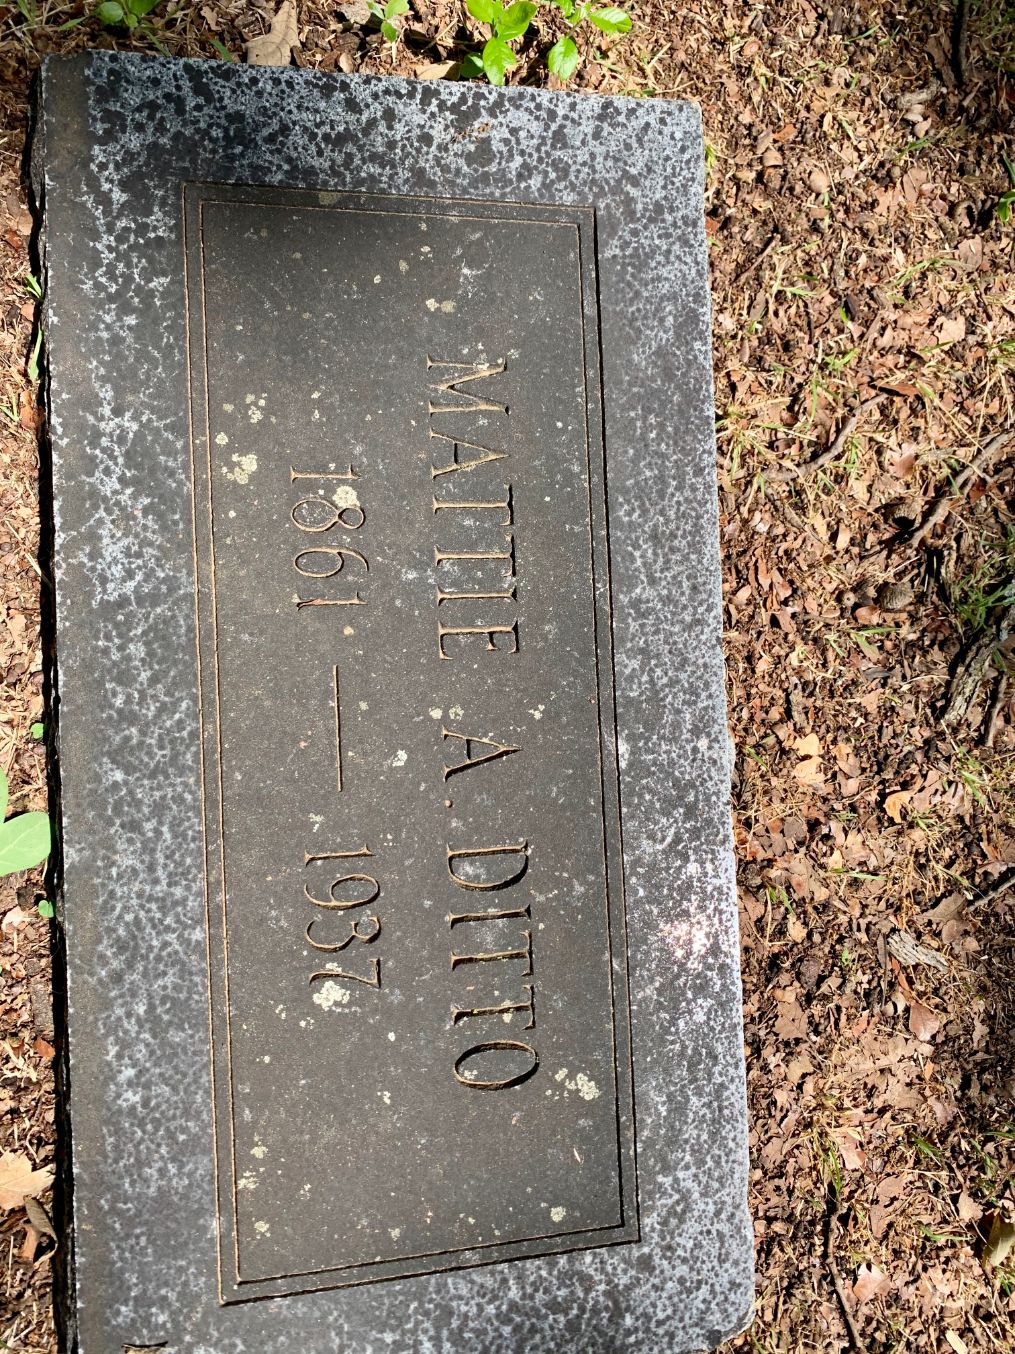 MATTIE A. DITTO
1861 — 1937